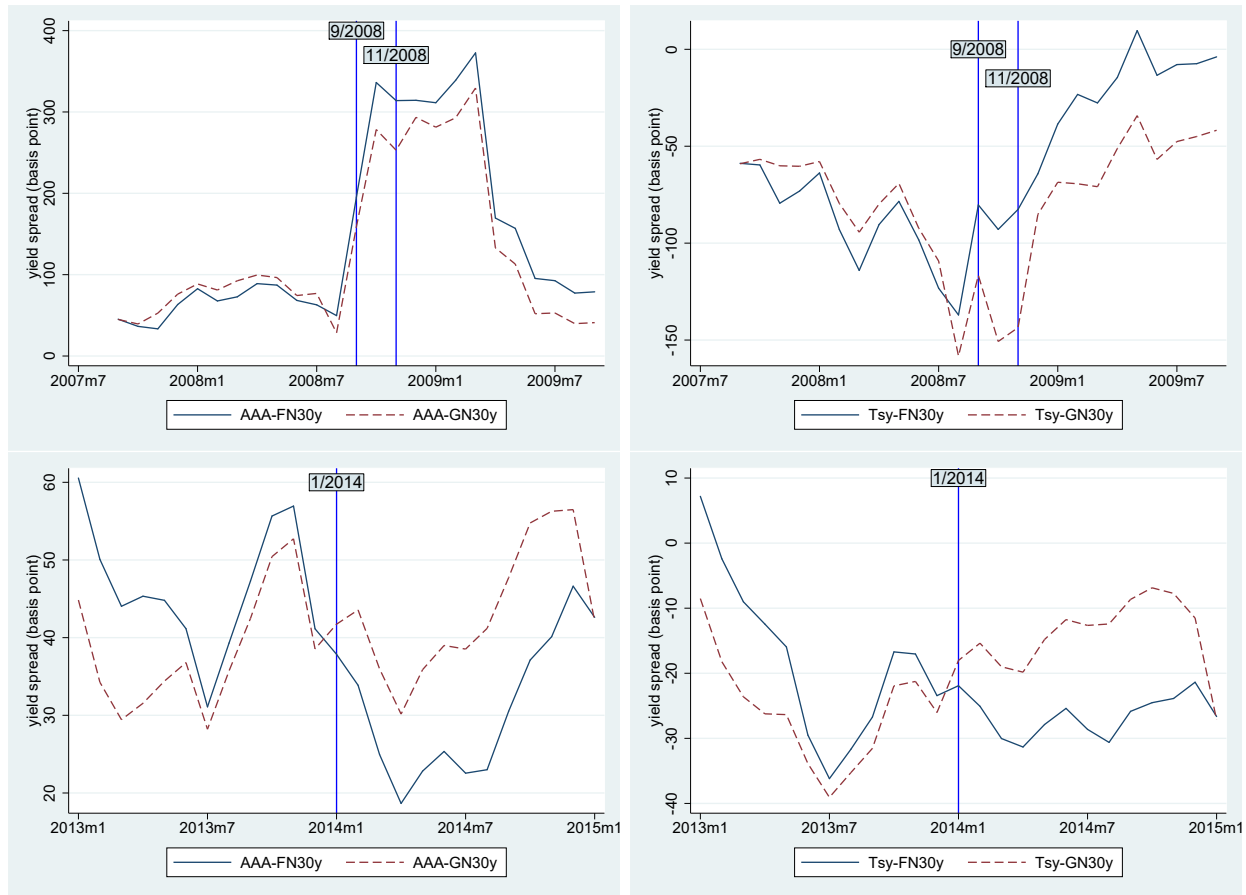 yield spread (basis point)
400
300
200
100
0
9/2008
11/2008
2007m7 2008m1 2008m7 2009m1 2009m7
AAA-FN30y AAA-GN30y
yield spread (basis point)
0
-50
-100
-150
9/2008
11/2008
2007m7 2008m1 2008m7 2009m1 2009m7
Tsy-FN30y Tsy-GN30y
yield spread (basis point)
60
50
40
30
20
1/2014
2013m1 2013m7 2014m1 2014m7 2015m1
AAA-FN30y AAA-GN30y
yield spread (basis point)
10
0
-10
-20
-30
-40
1/2014
2013m1 2013m7 2014m1 2014m7 2015m1
Tsy-FN30y Tsy-GN30y